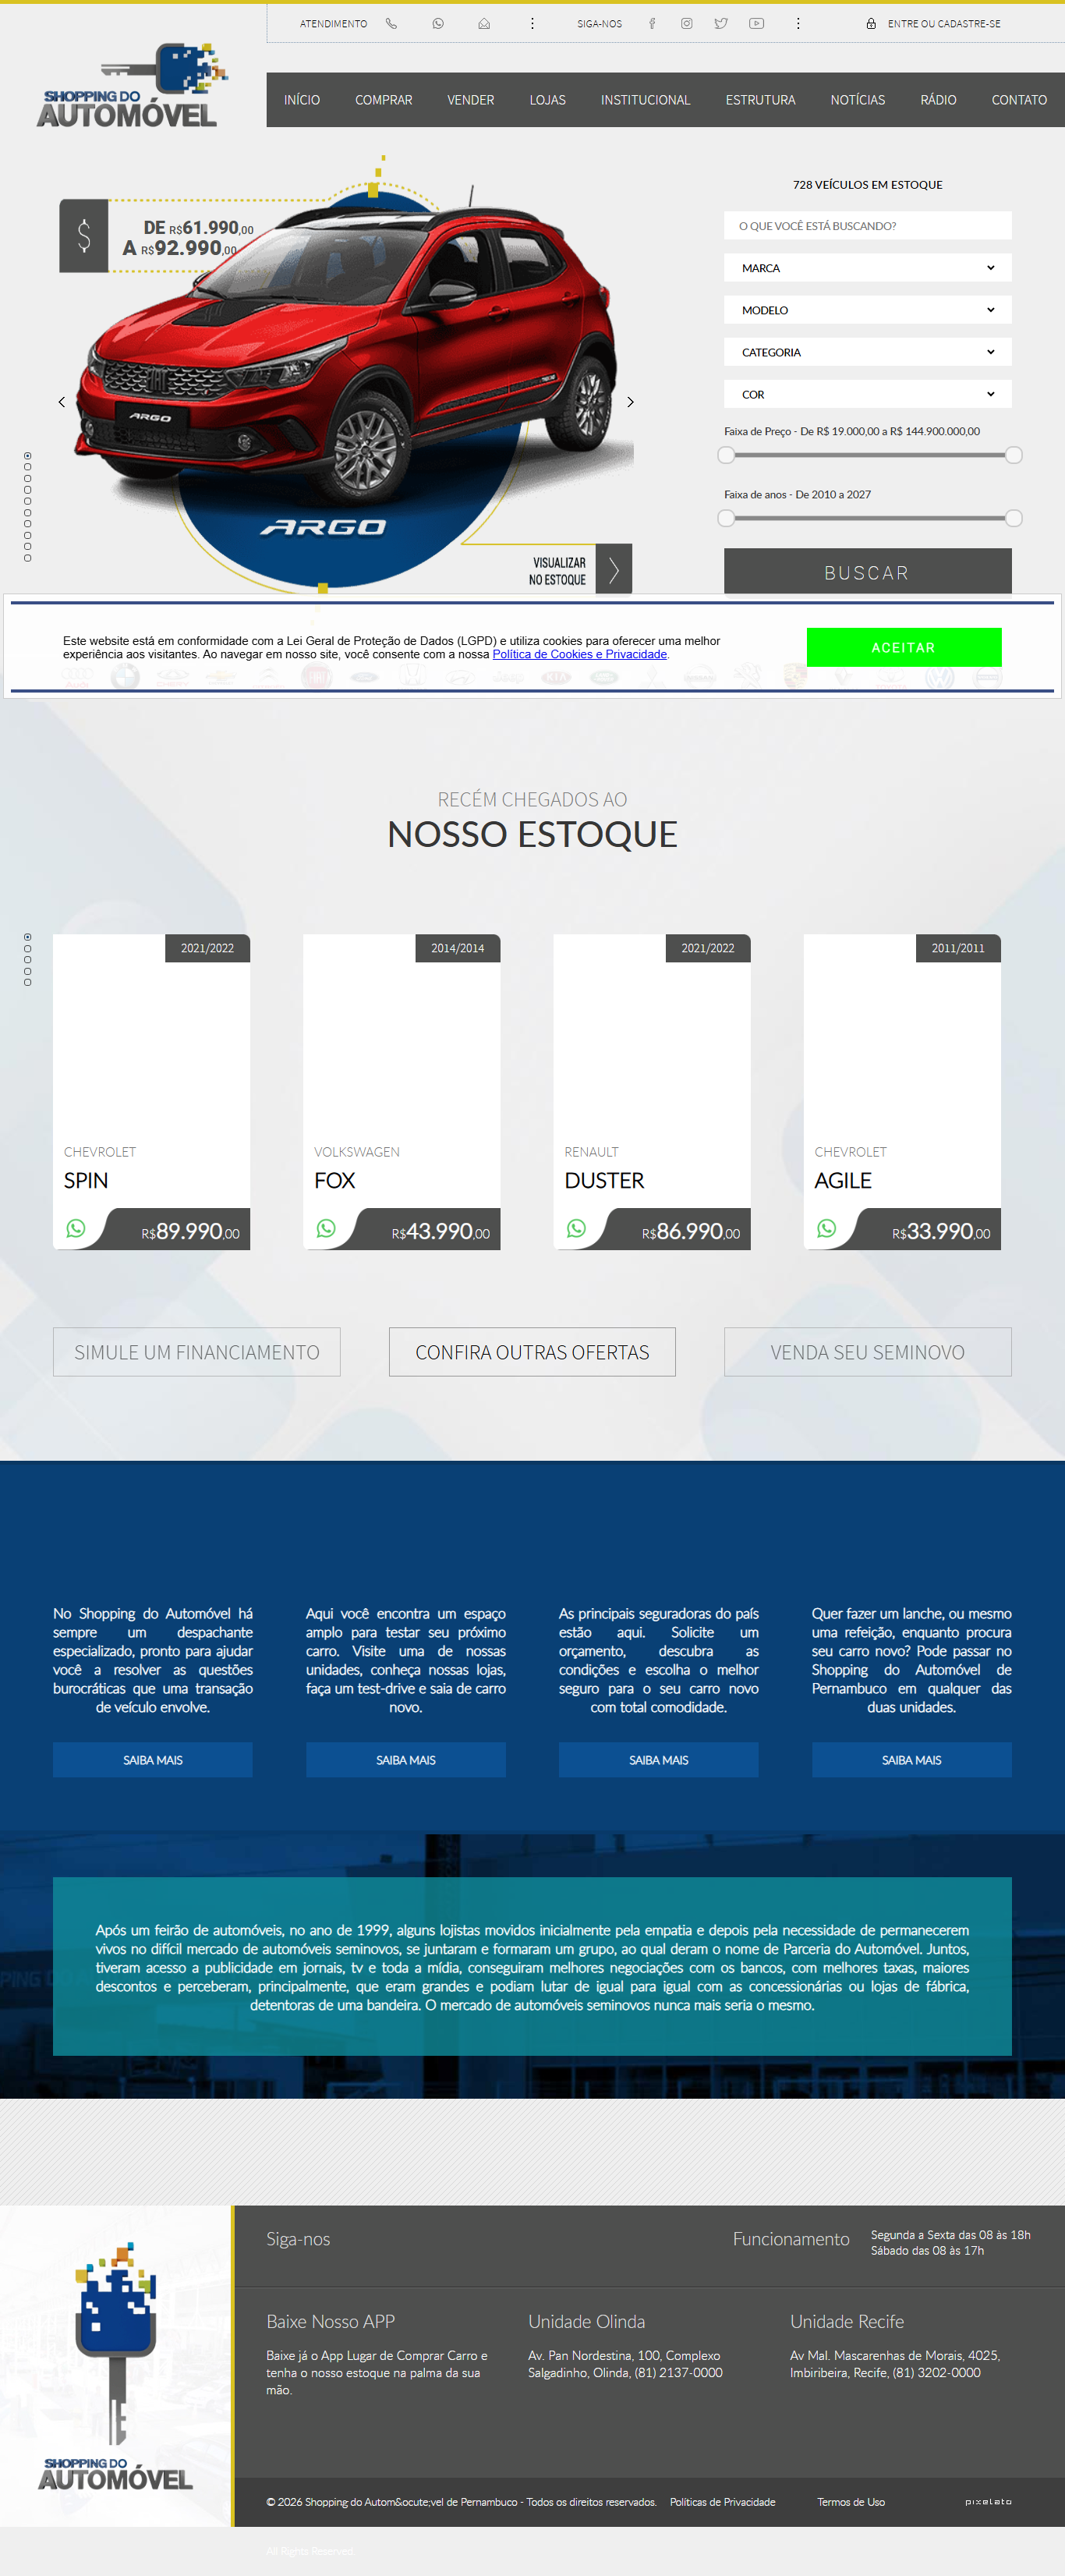 ATENDIMENTO
SIGA-NOS
ENTRE OU CADASTRE-SE
SHOPPING DO
AUTOMÓVEL
INÍCIO COMPRAR VENDER LOJAS INSTITUCIONAL ESTRUTURA NOTÍCIAS RÁDIO CONTATO
$
DE R$61.990,00
A R$92.990,00
ARGO
ARGO
VISUALIZAR
NO ESTOQUE
728 VEÍCULOS EM ESTOQUE
O QUE VOCÊ ESTÁ BUSCANDO?
MARCA
MODELO
CATEGORIA
COR
Faixa de Preço - De R$ 19.000,00 a R$ 144.900.000,00
Faixa de anos - De 2010 a 2027
BUSCAR
Este website está em conformidade com a Lei Geral de Proteção de Dados (LGPD) e utiliza cookies para oferecer uma melhor
experiência aos visitantes. Ao navegar em nosso site, você consente com a nossa Política de Cookies e Privacidade.
ACEITAR
RECÉM CHEGADOS AO
NOSSO ESTOQUE
2021/2022
CHEVROLET
SPIN
R$89.990,00
2014/2014
VOLKSWAGEN
FOX
R$43.990,00
2021/2022
RENAULT
DUSTER
R$86.990,00
2011/2011
CHEVROLET
AGILE
R$33.990,00
SIMULE UM FINANCIAMENTO
CONFIRA OUTRAS OFERTAS
VENDA SEU SEMINOVO
No Shopping do Automóvel há
sempre um despachante
especializado, pronto para ajudar
você a resolver as questões
burocráticas que uma transação
de veículo envolve.
SAIBA MAIS
Aqui você encontra um espaço
amplo para testar seu próximo
carro. Visite uma de nossas
unidades, conheça nossas lojas,
faça um test-drive e saia de carro
novo.
SAIBA MAIS
As principais seguradoras do país
estão aqui. Solicite um
orçamento, descubra as
condições e escolha o melhor
seguro para o seu carro novo
com total comodidade.
SAIBA MAIS
Quer fazer um lanche, ou mesmo
uma refeição, enquanto procura
seu carro novo? Pode passar no
Shopping do Automóvel de
Pernambuco em qualquer das
duas unidades.
SAIBA MAIS
Após um feirão de automóveis, no ano de 1999, alguns lojistas movidos inicialmente pela empatia e depois pela necessidade de permanecerem
vivos no difícil mercado de automóveis seminovos, se juntaram e formaram um grupo, ao qual deram o nome de Parceria do Automóvel. Juntos,
tiveram acesso a publicidade em jornais, tv e toda a mídia, conseguiram melhores negociações com os bancos, com melhores taxas, maiores
descontos e perceberam, principalmente, que eram grandes e podiam lutar de igual para igual com as concessionárias ou lojas de fábrica,
detentoras de uma bandeira. O mercado de automóveis seminovos nunca mais seria o mesmo.
Siga-nos
Funcionamento
Segunda a Sexta das 08 às 18h
Sábado das 08 às 17h
Baixe Nosso APP
Baixe já o App Lugar de Comprar Carro e
tenha o nosso estoque na palma da sua
mão.
Unidade Olinda
Av. Pan Nordestina, 100, Complexo
Salgadinho, Olinda, (81) 2137-0000
Unidade Recife
Av Mal. Mascarenhas de Morais, 4025,
Imbiribeira, Recife, (81) 3202-0000
SHOPPING DO
AUTOMÓVEL
© 2026 Shopping do Autom&ocute;vel de Pernambuco - Todos os direitos reservados.
Políticas de Privacidade
Termos de Uso
pixelato
All Rights Reserved